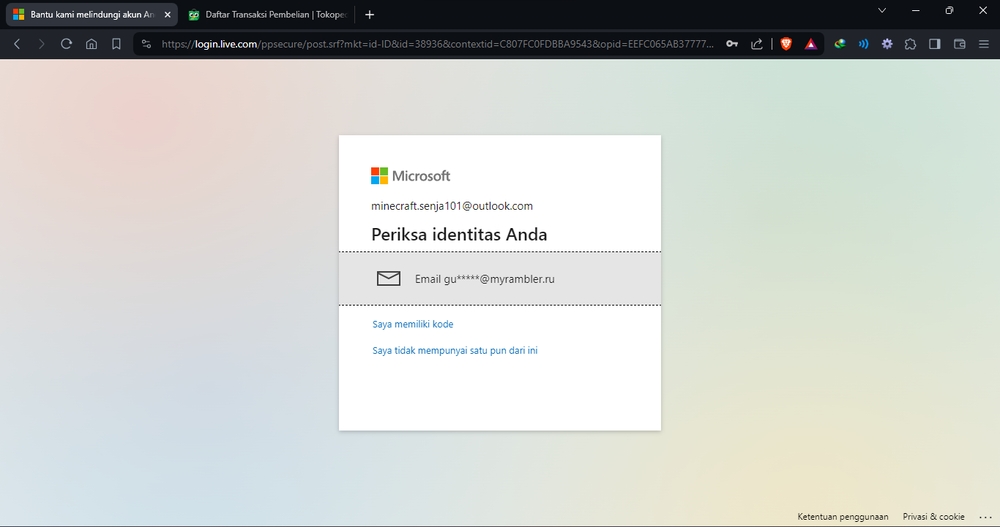 Bantu kami melindungi akun An
Daftar Transaksi Pembelian | Tokoped
https://login.live.com/ppsecure/post.srf?mkt=id-ID&id=38936&contextid=C807FC0FDBBA9543&opid=EEFC065AB37777...
Microsoft
minecraft.senja101@outlook.com
Periksa identitas Anda
Email gu*****@myrambler.ru
Saya memiliki kode
Saya tidak mempunyai satu pun dari ini
Ketentuan penggunaan Privasi & cookie ...